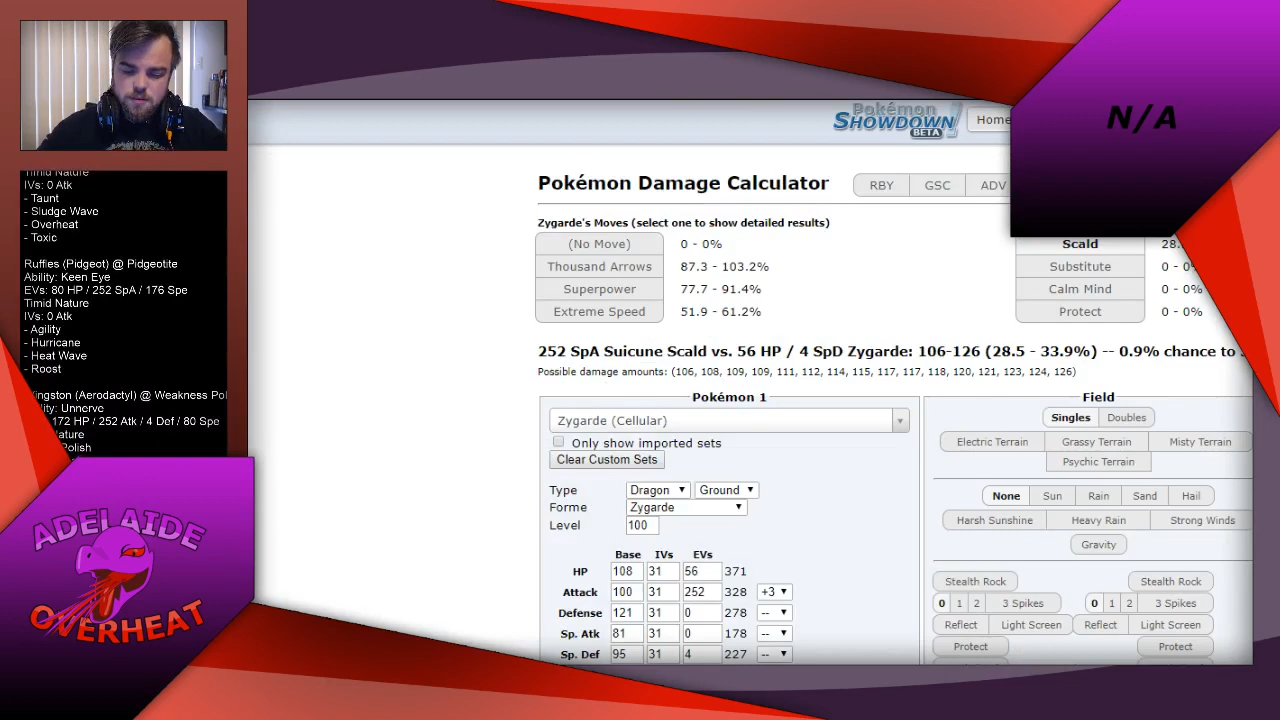 Timid Nature
IVs: 0 Atk
- Taunt
- Sludge Wave
- Overheat
- Toxic
Ruffles (Pidgeot) @ Pidgeotite
Ability: Keen Eye
EVs: 80 HP / 252 SpA / 176 Spe
Timid Nature
IVs: 0 Atk
- Agility
- Hurricane
- Heat Wave
- Roost
ingston (Aerodactyl) @ Weakness Pol
ility: Unnerve
172 HP / 252 Atk / 4 Def / 80 Spe
Nature
Polish
ADELAIDE
OVERHEAT
Pokémon
SHOWDOWN!
BETA
Home
N/A
Pokémon Damage Calculator
RBY
GSC
ADV
Zygarde's Moves (select one to show detailed results)
(No Move) 0 - 0%
Thousand Arrows 87.3 - 103.2%
Superpower 77.7 - 91.4%
Extreme Speed 51.9 - 61.2%
Scald 28.
Substitute 0 - 0%
Calm Mind 0 - 0%
Protect 0 - 0%
252 SpA Suicune Scald vs. 56 HP / 4 SpD Zygarde: 106-126 (28.5 - 33.9%) -- 0.9% chance to
Possible damage amounts: (106, 108, 109, 109, 111, 112, 114, 115, 117, 117, 118, 120, 121, 123, 124, 126)
Pokémon 1
Zygarde (Cellular)
Only show imported sets
Clear Custom Sets
Type Dragon Ground
Forme Zygarde
Level 100
Base IVs EVs
HP 108 31 56 371
Attack 100 31 252 328 +3
Defense 121 31 0 278 --
Sp. Atk 81 31 0 178 --
Sp. Def 95 31 4 227 --
Field
Singles Doubles
Electric Terrain Grassy Terrain Misty Terrain
Psychic Terrain
None Sun Rain Sand Hail
Harsh Sunshine Heavy Rain Strong Winds
Gravity
Stealth Rock Stealth Rock
0 1 2 3 Spikes 0 1 2 3 Spikes
Reflect Light Screen Reflect Light Screen
Protect Protect